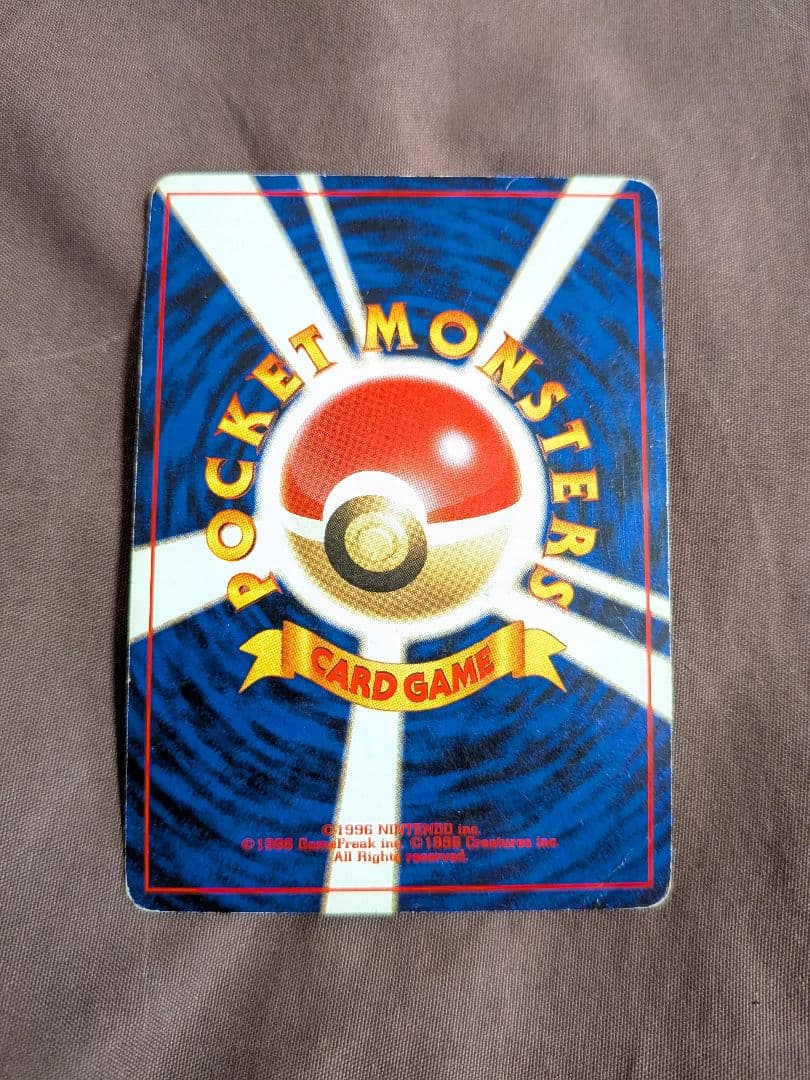 POCKET MONSTERS
CARD GAME
©1996 NINTENDO inc.
©1996 GameFreak inc. ©1996 Creatures inc.
All Rights reserved.